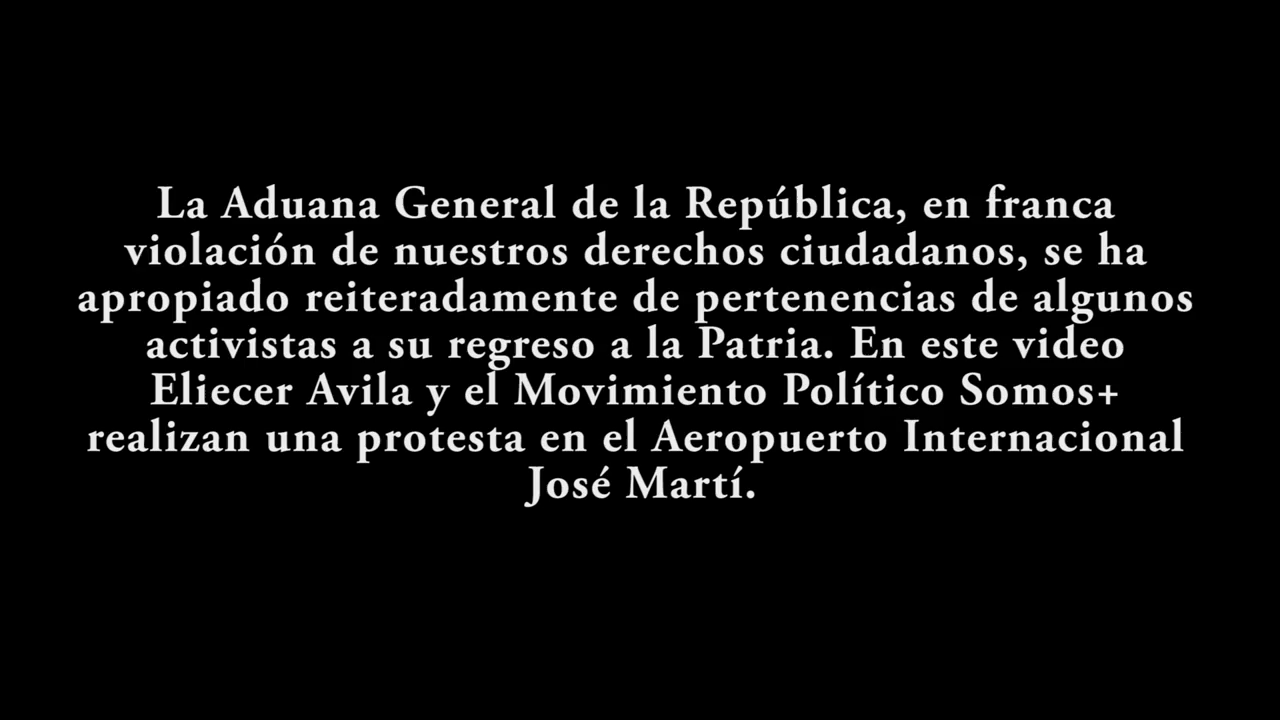 La Aduana General de la República, en franca
violación de nuestros derechos ciudadanos, se ha
apropiado reiteradamente de pertenencias de algunos
activistas a su regreso a la Patria. En este video
Eliecer Avila y el Movimiento Político Somos+
realizan una protesta en el Aeropuerto Internacional
José Martí.